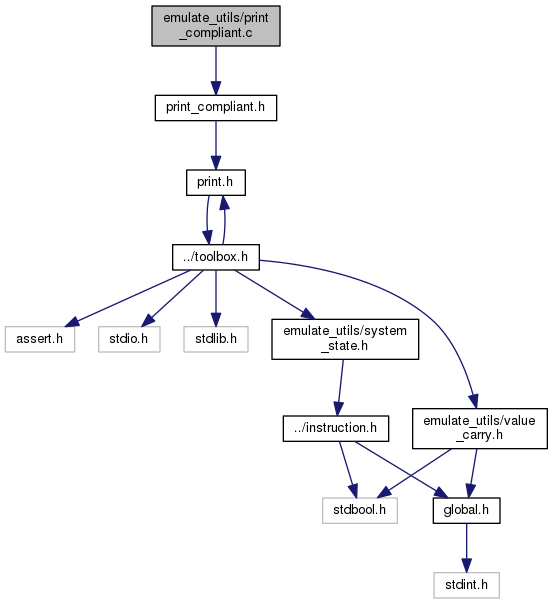 emulate_utils/print
_compliant.c
print_compliant.h
print.h
../toolbox.h
assert.h
stdio.h
stdlib.h
emulate_utils/system
_state.h
../instruction.h
emulate_utils/value
_carry.h
stdbool.h
global.h
stdint.h